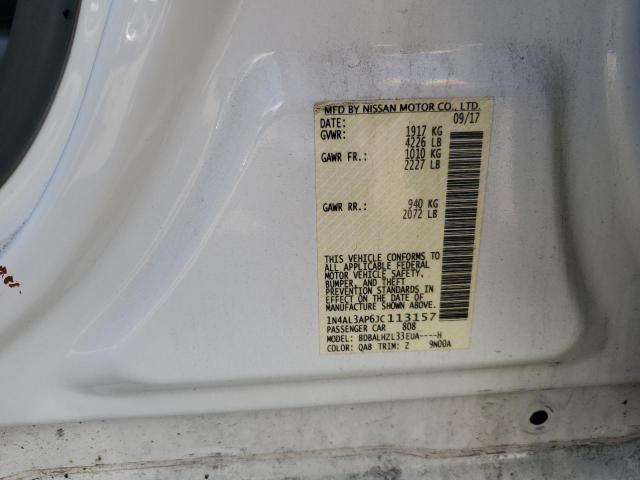 MFD BY NISSAN MOTOR CO., LTD.
DATE: 09/17
GVWR: 1917 KG
4226 LB
GAWR FR.: 1010 KG
2227 LB
GAWR RR.: 940 KG
2072 LB
THIS VEHICLE CONFORMS TO
ALL APPLICABLE FEDERAL
MOTOR VEHICLE SAFETY,
BUMPER, AND THEFT
PREVENTION STANDARDS IN
EFFECT ON THE DATE OF
MANUFACTURE SHOWN ABOVE.
1N4AL3AP6JC113157
PASSENGER CAR 808
MODEL: BDBALHZL33EUA----H
COLOR: QAB TRIM: Z 9N00A